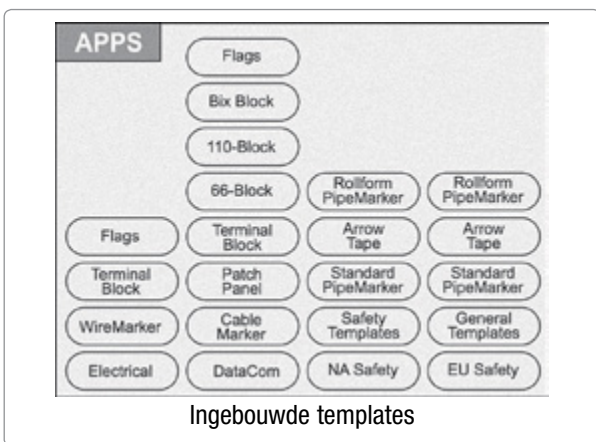 APPS
Flags
Bix Block
110-Block
66-Block
Rollform
PipeMarker
Rollform
PipeMarker
Flags
Terminal
Block
Arrow
Tape
Arrow
Tape
Terminal
Block
Patch
Panel
Standard
PipeMarker
Standard
PipeMarker
WireMarker
Cable
Marker
Safety
Templates
General
Templates
Electrical
DataCom
NA Safety
EU Safety
Ingebouwde templates